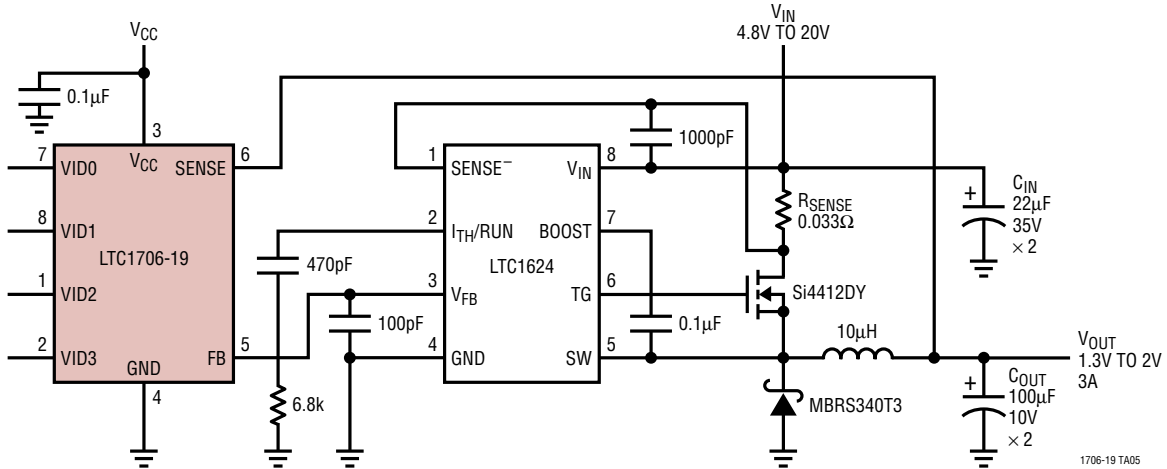 VCC
0.1µF
3
VCC
7
VID0
8
VID1
1
VID2
2
VID3
SENSE
6
LTC1706-19
FB
5
GND
4
470pF
6.8k
100pF
1
SENSE–
2
ITH/RUN
3
VFB
4
GND
LTC1624
VIN
8
BOOST
7
TG
6
SW
5
1000pF
0.1µF
VIN
4.8V TO 20V
RSENSE
0.033Ω
Si4412DY
10µH
MBRS340T3
+
CIN
22µF
35V
× 2
VOUT
1.3V TO 2V
3A
+
COUT
100µF
10V
× 2
1706-19 TA05